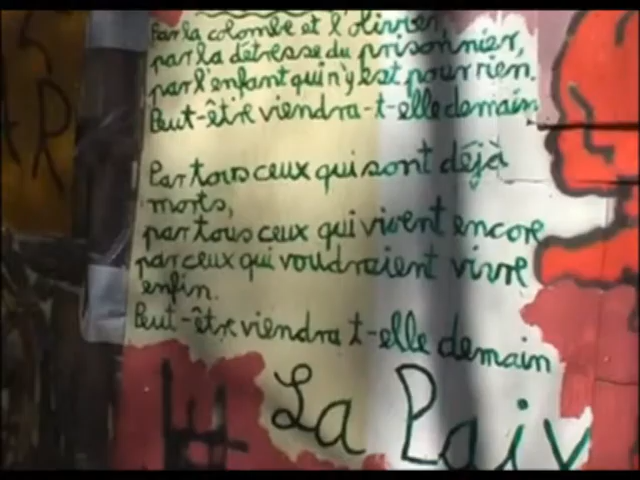 Par la colombe et l'olivier,
par la détresse du prisonnier,
par l'enfant qui n'y est pour rien.
Peut-être viendra-t-elle demain.
Par tous ceux qui sont déjà
morts,
par tous ceux qui vivent encore
par ceux qui voudraient vivre
enfin.
Peut-être viendra t-elle demain
La Paix